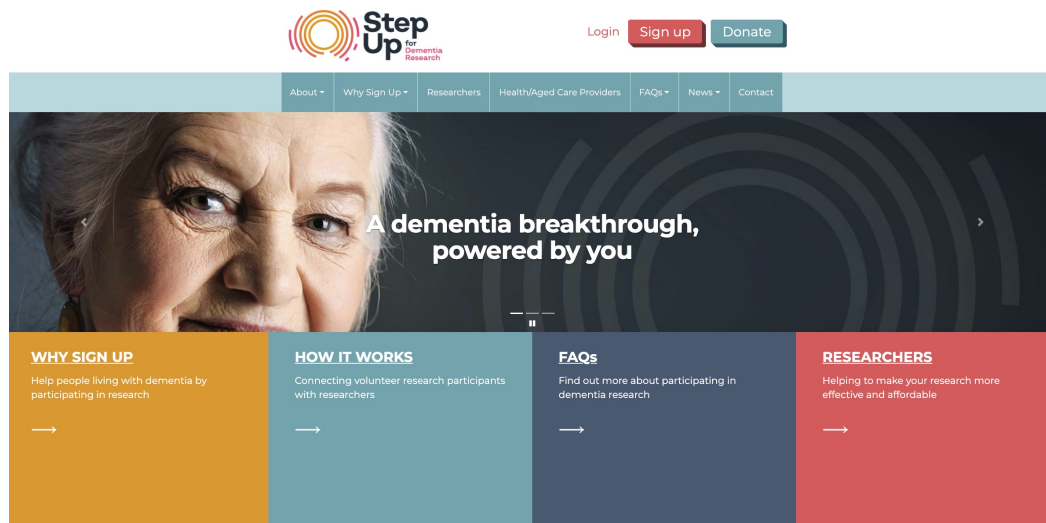 Step
Up
for
Dementia
Research
Login
Sign up
Donate
About
Why Sign Up
Researchers
Health/Aged Care Providers
FAQs
News
Contact
A dementia breakthrough,
powered by you
WHY SIGN UP
Help people living with dementia by
participating in research
HOW IT WORKS
Connecting volunteer research participants
with researchers
FAQs
Find out more about participating in
dementia research
RESEARCHERS
Helping to make your research more
effective and affordable